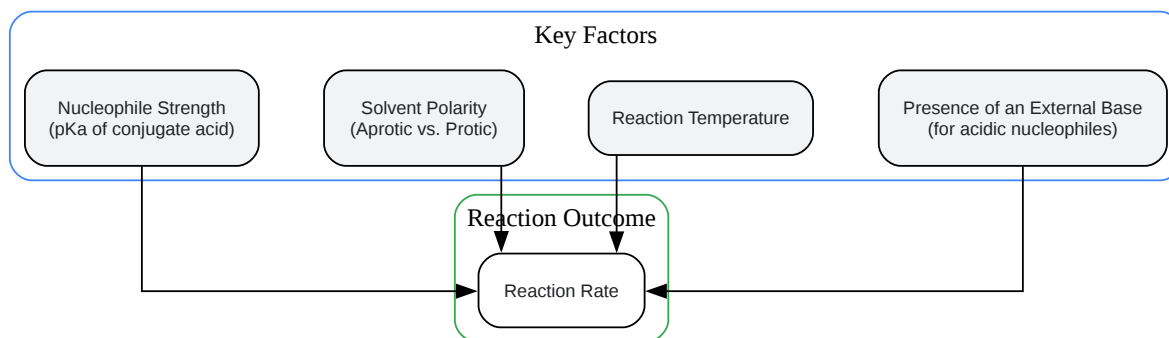 Key Factors
Nucleophile Strength
(pKa of conjugate acid)
Solvent Polarity
(Aprotic vs. Protic)
Reaction Temperature
Presence of an External Base
(for acidic nucleophiles)
Reaction Outcome
Reaction Rate